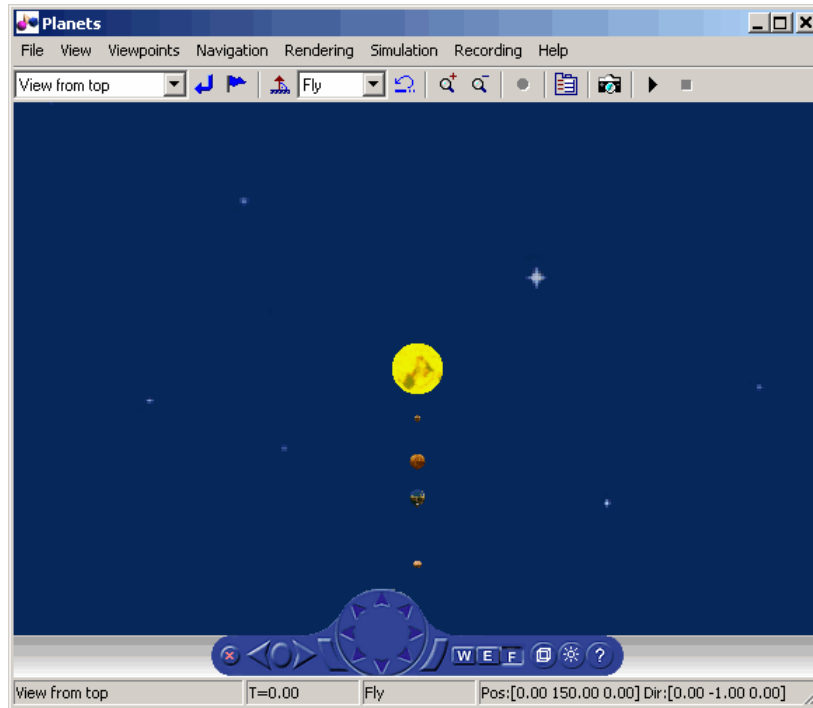 Planets
File View Viewpoints Navigation Rendering Simulation Recording Help
View from top Fly
W E F ?
View from top T=0.00 Fly Pos:[0.00 150.00 0.00] Dir:[0.00 -1.00 0.00]